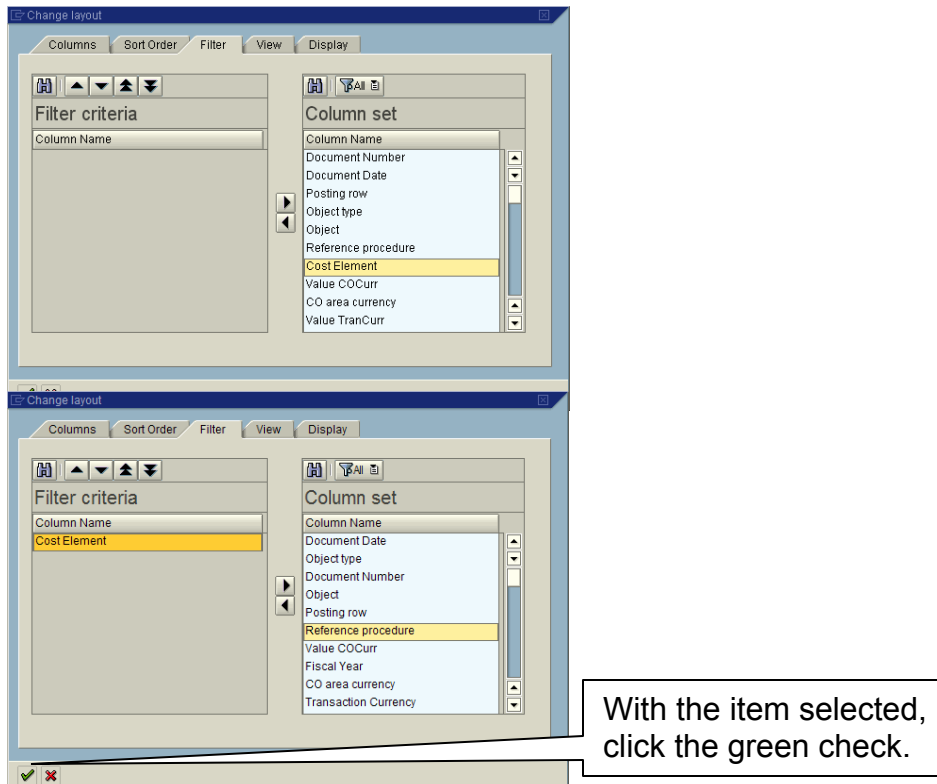 Change layout
Columns Sort Order Filter View Display
All
Filter criteria Column set
Column Name Column Name
Document Number
Document Date
Posting row
Object type
Object
Reference procedure
Cost Element
Value COCurr
CO area currency
Value TranCurr
Change layout
Columns Sort Order Filter View Display
All
Filter criteria Column set
Column Name Column Name
Cost Element Document Date
Object type
Document Number
Object
Posting row
Reference procedure
Value COCurr
Fiscal Year
CO area currency
Transaction Currency
With the item selected,
click the green check.